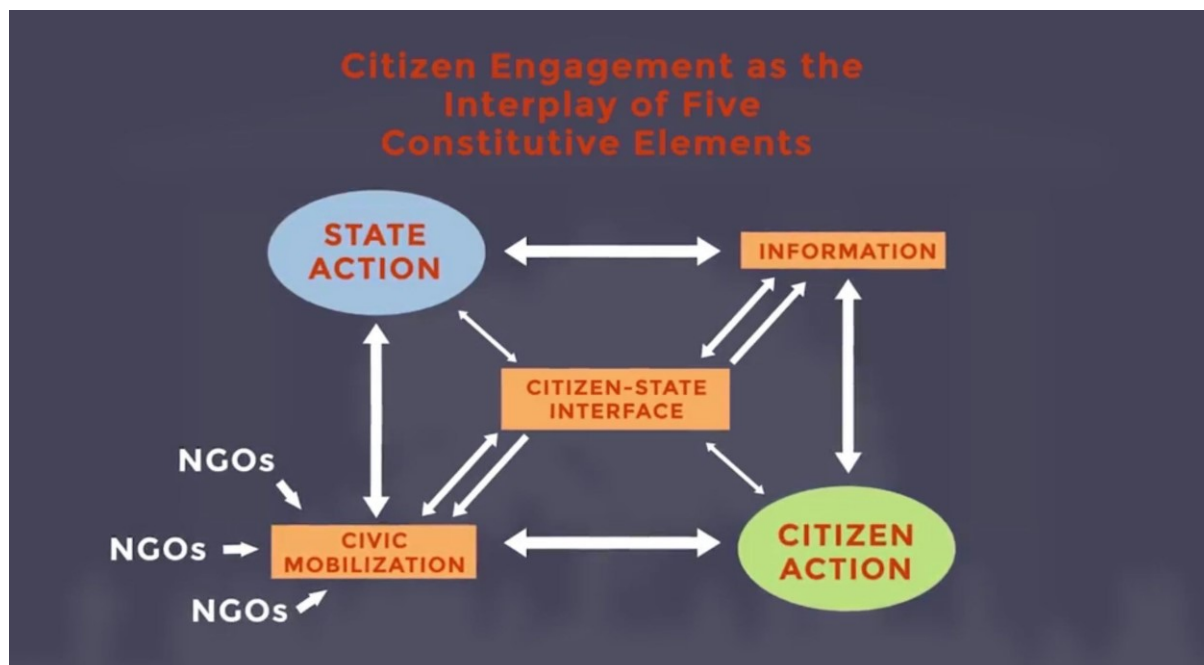 Citizen Engagement as the
Interplay of Five
Constitutive Elements
STATE
ACTION
INFORMATION
CITIZEN-STATE
INTERFACE
NGOs
NGOs
NGOs
CIVIC
MOBILIZATION
CITIZEN
ACTION